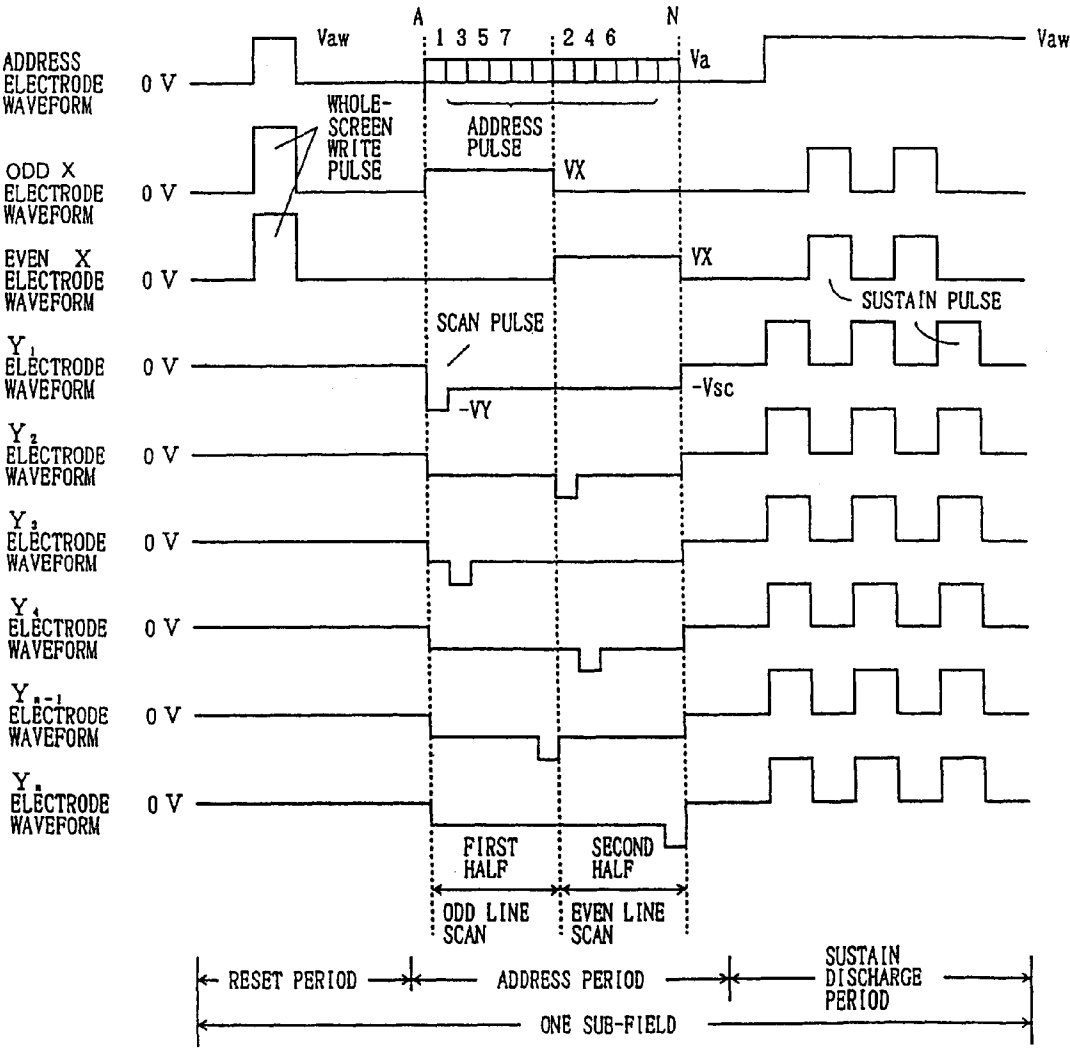 A N
Vaw 1 3 5 7 2 4 6 Va Vaw
ADDRESS
ELECTRODE 0 V
WAVEFORM
WHOLE-
SCREEN
WRITE
PULSE
ADDRESS
PULSE
ODD X
ELECTRODE 0 V
WAVEFORM
VX
EVEN X
ELECTRODE 0 V
WAVEFORM
VX
SUSTAIN PULSE
SCAN PULSE
Y₁
ELECTRODE 0 V
WAVEFORM
-VY
-Vsc
Y₂
ELECTRODE 0 V
WAVEFORM
Y₃
ELECTRODE 0 V
WAVEFORM
Y₄
ELECTRODE 0 V
WAVEFORM
Yₙ₋₁
ELECTRODE 0 V
WAVEFORM
Yₙ
ELECTRODE 0 V
WAVEFORM
FIRST
HALF
SECOND
HALF
ODD LINE
SCAN
EVEN LINE
SCAN
RESET PERIOD
ADDRESS PERIOD
SUSTAIN
DISCHARGE
PERIOD
ONE SUB-FIELD